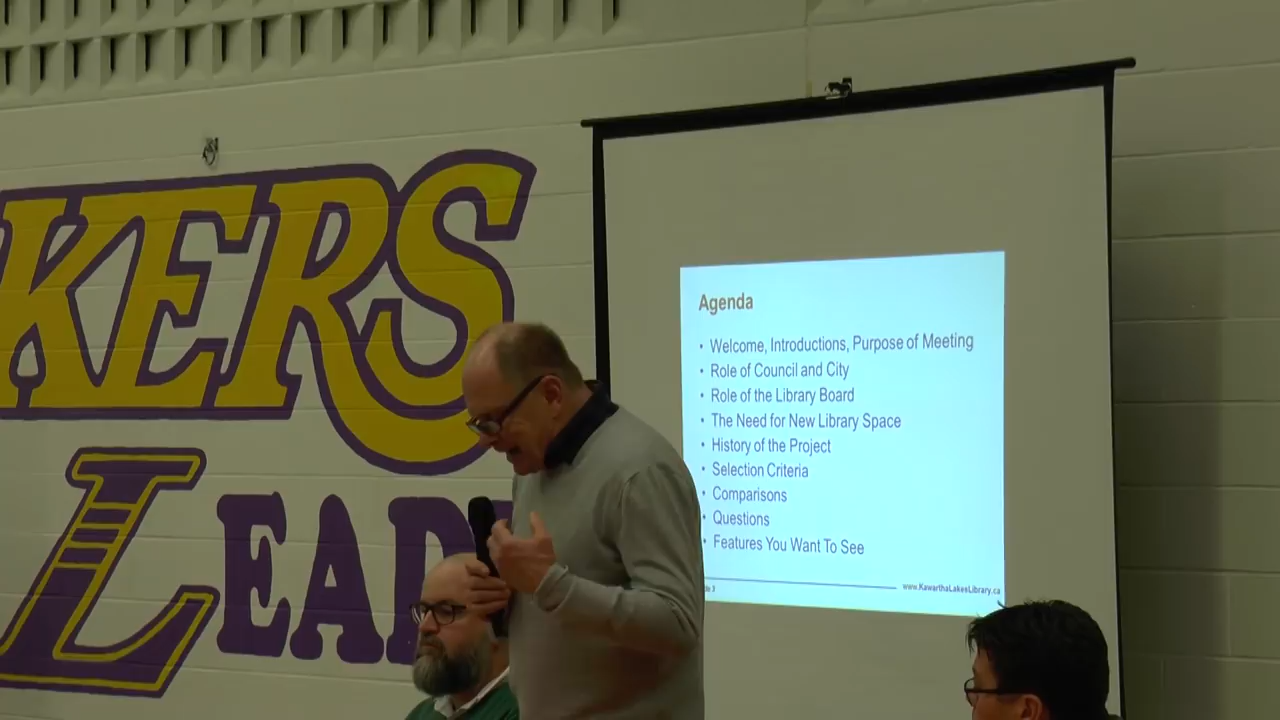 KERS
LEAD
Agenda
• Welcome, Introductions, Purpose of Meeting
• Role of Council and City
• Role of the Library Board
• The Need for New Library Space
• History of the Project
• Selection Criteria
• Comparisons
• Questions
• Features You Want To See
www.KawarthaLakesLibrary.ca